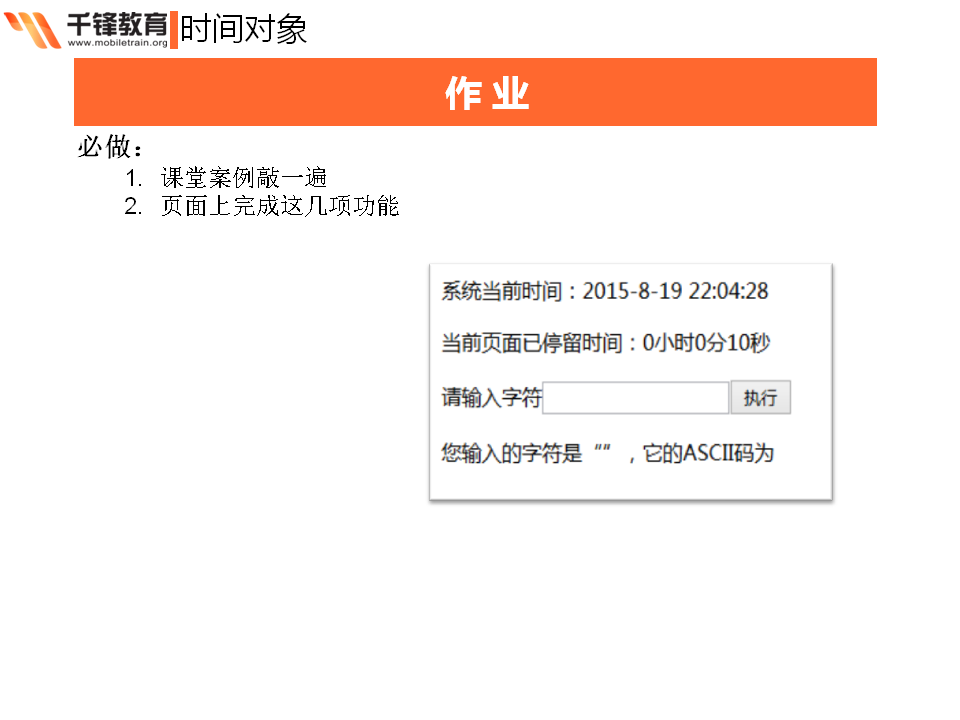 千锋教育
www.mobiletrain.org
时间对象
作业
必做：
1. 课堂案例敲一遍
2. 页面上完成这几项功能
系统当前时间：2015-8-19 22:04:28
当前页面已停留时间：0小时0分10秒
请输入字符 执行
您输入的字符是“”，它的ASCII码为